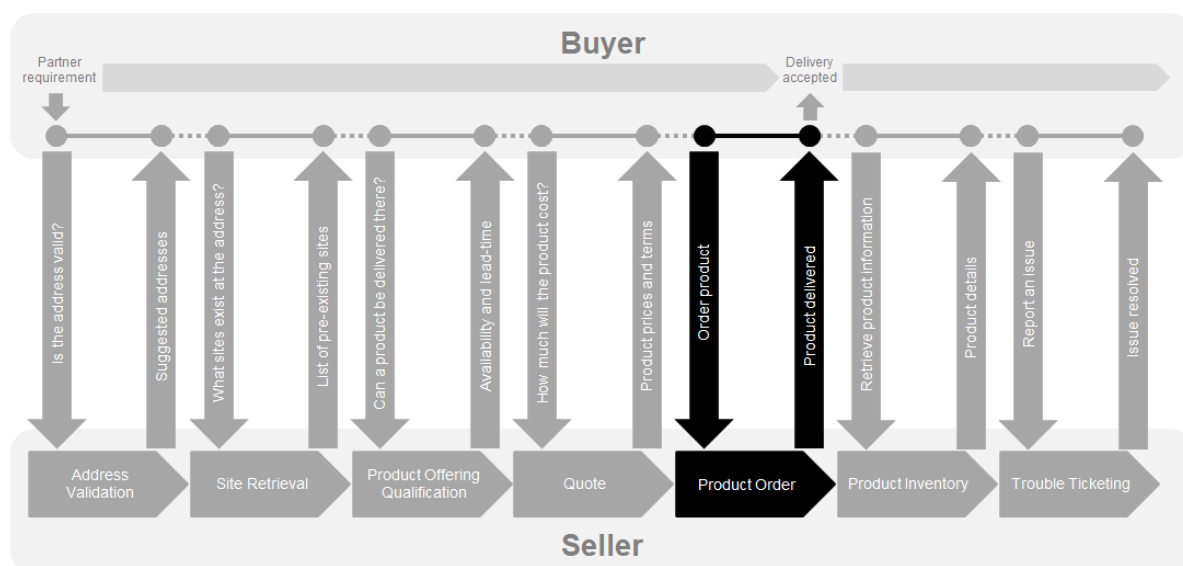 Buyer
Partner
requirement
Delivery
accepted
Is the address valid?
Suggested addresses
What sites exist at the address?
List of pre-existing sites
Can a product be delivered there?
Availability and lead-time
How much will the product cost?
Product prices and terms
Order product
Product delivered
Retrieve product information
Product details
Report an issue
Issue resolved
Address
Validation
Site Retrieval
Product Offering
Qualification
Quote
Product Order
Product Inventory
Trouble Ticketing
Seller